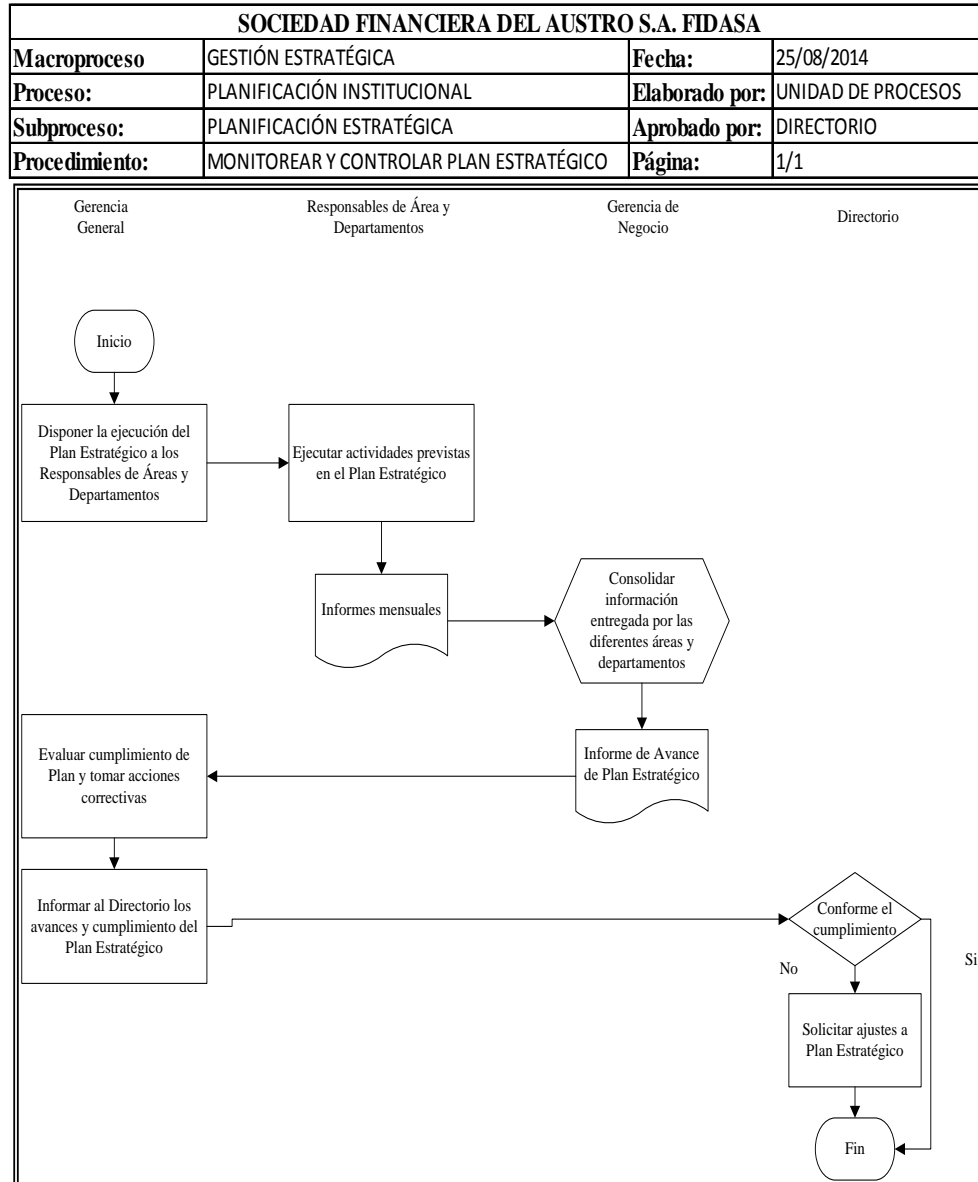 SOCIEDAD FINANCIERA DEL AUSTRO S.A. FIDASA
Macroproceso GESTIÓN ESTRATÉGICA Fecha: 25/08/2014
Proceso: PLANIFICACIÓN INSTITUCIONAL Elaborado por: UNIDAD DE PROCESOS
Subproceso: PLANIFICACIÓN ESTRATÉGICA Aprobado por: DIRECTORIO
Procedimiento: MONITOREAR Y CONTROLAR PLAN ESTRATÉGICO Página: 1/1
Gerencia
General
Responsables de Área y
Departamentos
Gerencia de
Negocio
Directorio
Inicio
Disponer la ejecución del
Plan Estratégico a los
Responsables de Áreas y
Departamentos
Ejecutar actividades previstas
en el Plan Estratégico
Informes mensuales
Consolidar
información
entregada por las
diferentes áreas y
departamentos
Informe de Avance
de Plan Estratégico
Evaluar cumplimiento de
Plan y tomar acciones
correctivas
Informar al Directorio los
avances y cumplimiento del
Plan Estratégico
Conforme el
cumplimiento
Si
No
Solicitar ajustes a
Plan Estratégico
Fin